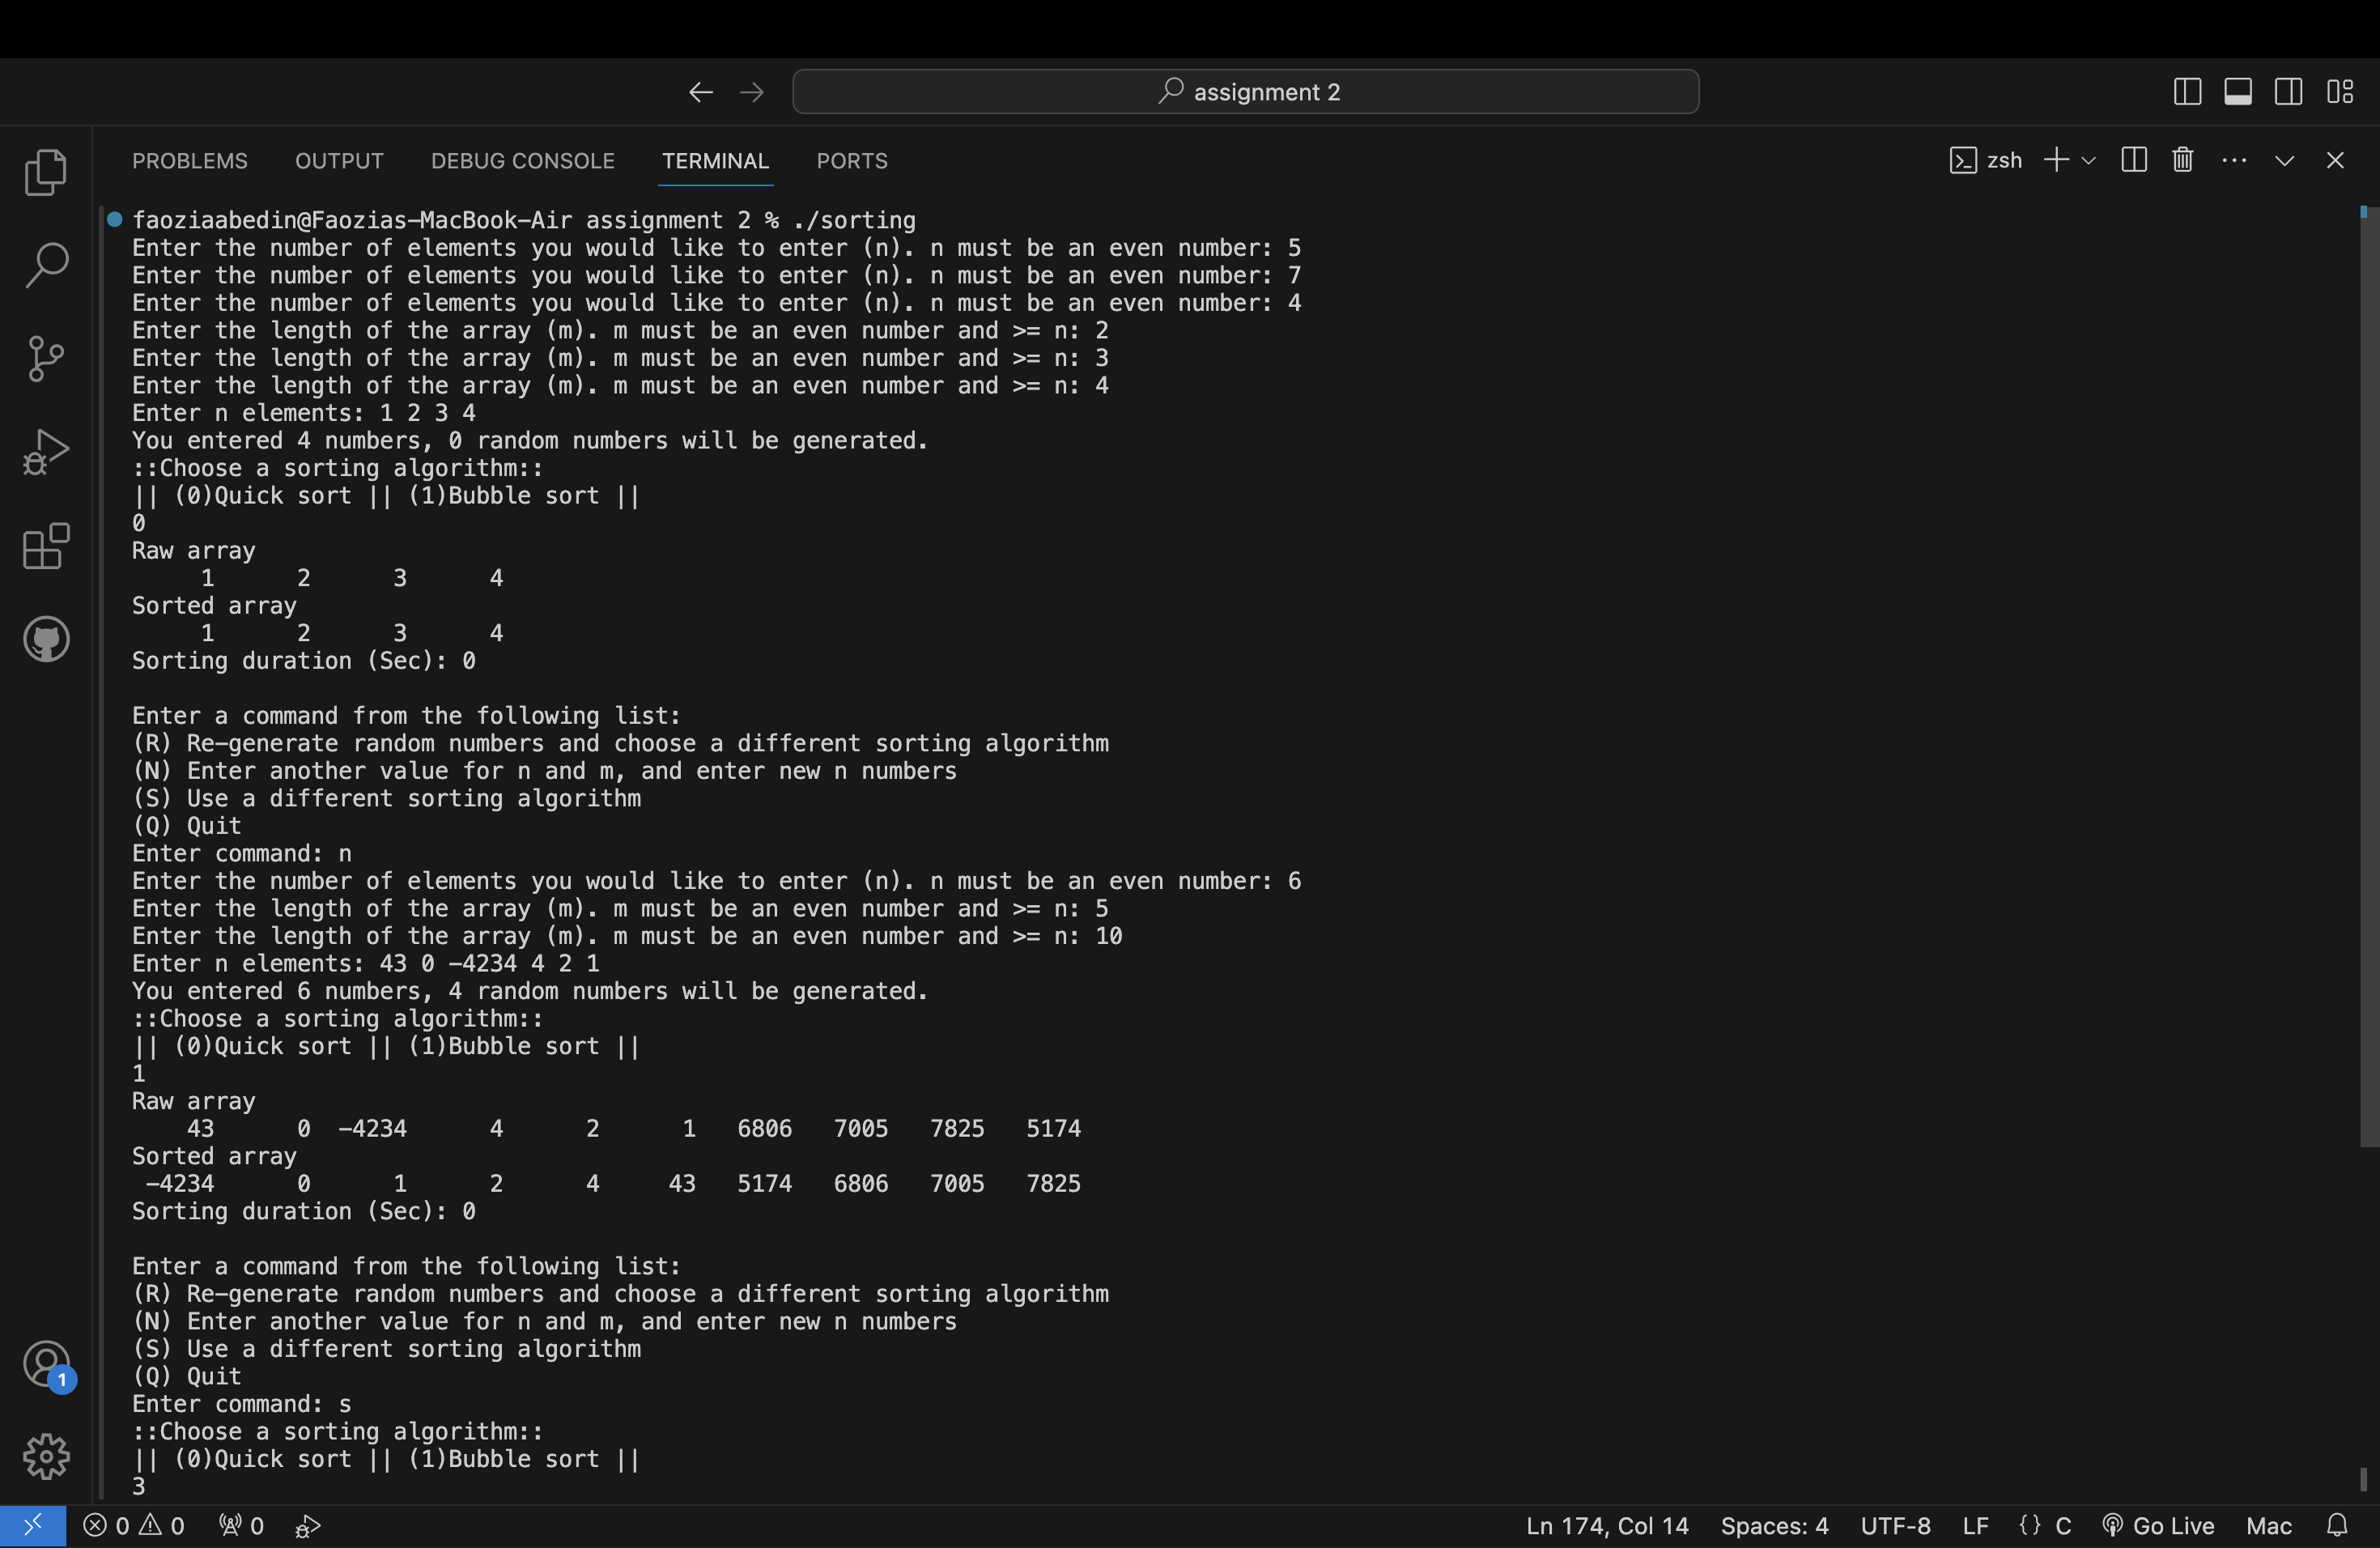 assignment 2
PROBLEMS OUTPUT DEBUG CONSOLE TERMINAL PORTS zsh
faoziaabedin@Faozias-MacBook-Air assignment 2 % ./sorting
Enter the number of elements you would like to enter (n). n must be an even number: 5
Enter the number of elements you would like to enter (n). n must be an even number: 7
Enter the number of elements you would like to enter (n). n must be an even number: 4
Enter the length of the array (m). m must be an even number and >= n: 2
Enter the length of the array (m). m must be an even number and >= n: 3
Enter the length of the array (m). m must be an even number and >= n: 4
Enter n elements: 1 2 3 4
You entered 4 numbers, 0 random numbers will be generated.
::Choose a sorting algorithm::
|| (0)Quick sort || (1)Bubble sort ||
0
Raw array
     1      2      3      4
Sorted array
     1      2      3      4
Sorting duration (Sec): 0

Enter a command from the following list:
(R) Re-generate random numbers and choose a different sorting algorithm
(N) Enter another value for n and m, and enter new n numbers
(S) Use a different sorting algorithm
(Q) Quit
Enter command: n
Enter the number of elements you would like to enter (n). n must be an even number: 6
Enter the length of the array (m). m must be an even number and >= n: 5
Enter the length of the array (m). m must be an even number and >= n: 10
Enter n elements: 43 0 -4234 4 2 1
You entered 6 numbers, 4 random numbers will be generated.
::Choose a sorting algorithm::
|| (0)Quick sort || (1)Bubble sort ||
1
Raw array
    43      0  -4234      4      2      1   6806   7005   7825   5174
Sorted array
 -4234      0      1      2      4     43   5174   6806   7005   7825
Sorting duration (Sec): 0

Enter a command from the following list:
(R) Re-generate random numbers and choose a different sorting algorithm
(N) Enter another value for n and m, and enter new n numbers
(S) Use a different sorting algorithm
(Q) Quit
Enter command: s
::Choose a sorting algorithm::
|| (0)Quick sort || (1)Bubble sort ||
3
1
0 0 0 Ln 174, Col 14 Spaces: 4 UTF-8 LF {} C Go Live Mac